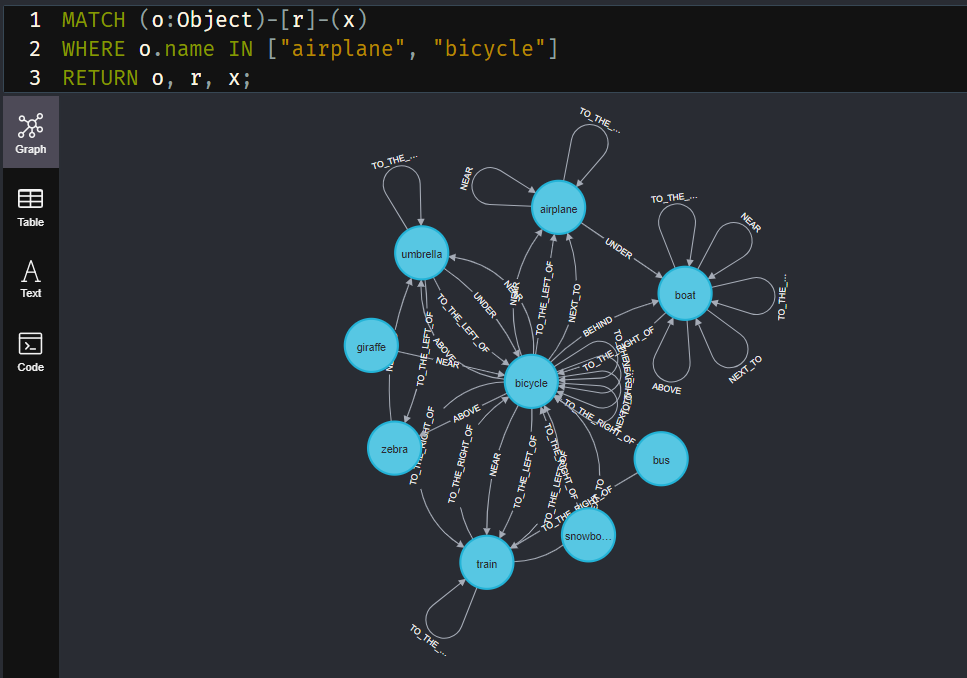 1 MATCH (o:Object)-[r]-(x)
2 WHERE o.name IN ["airplane", "bicycle"]
3 RETURN o, r, x;
Graph
Table
Text
Code
TO_THE_...
TO_THE_...
NEAR
airplane
TO_THE_...
NEAR
umbrella
UNDER
NEAR
TO_THE_LEFT_OF
NEXT_TO
boat
TO_THE_...
UNDER
TO_THE_LEFT_OF
NEAR
BEHIND
giraffe
TO_THE_LEFT_OF
ABOVE
NEAR
TO_THE_RIGHT_OF
NEXT_TO
ABOVE
bicycle
ABOVE
TO_THE_RIGHT_OF
zebra
TO_THE_RIGHT_OF
TO_THE_RIGHT_OF
NEAR
TO_THE_LEFT_OF
TO_THE_RIGHT_OF
TO_THE_LEFT_OF
bus
TO_THE_RIGHT_OF
snowbo...
train
TO_THE_...